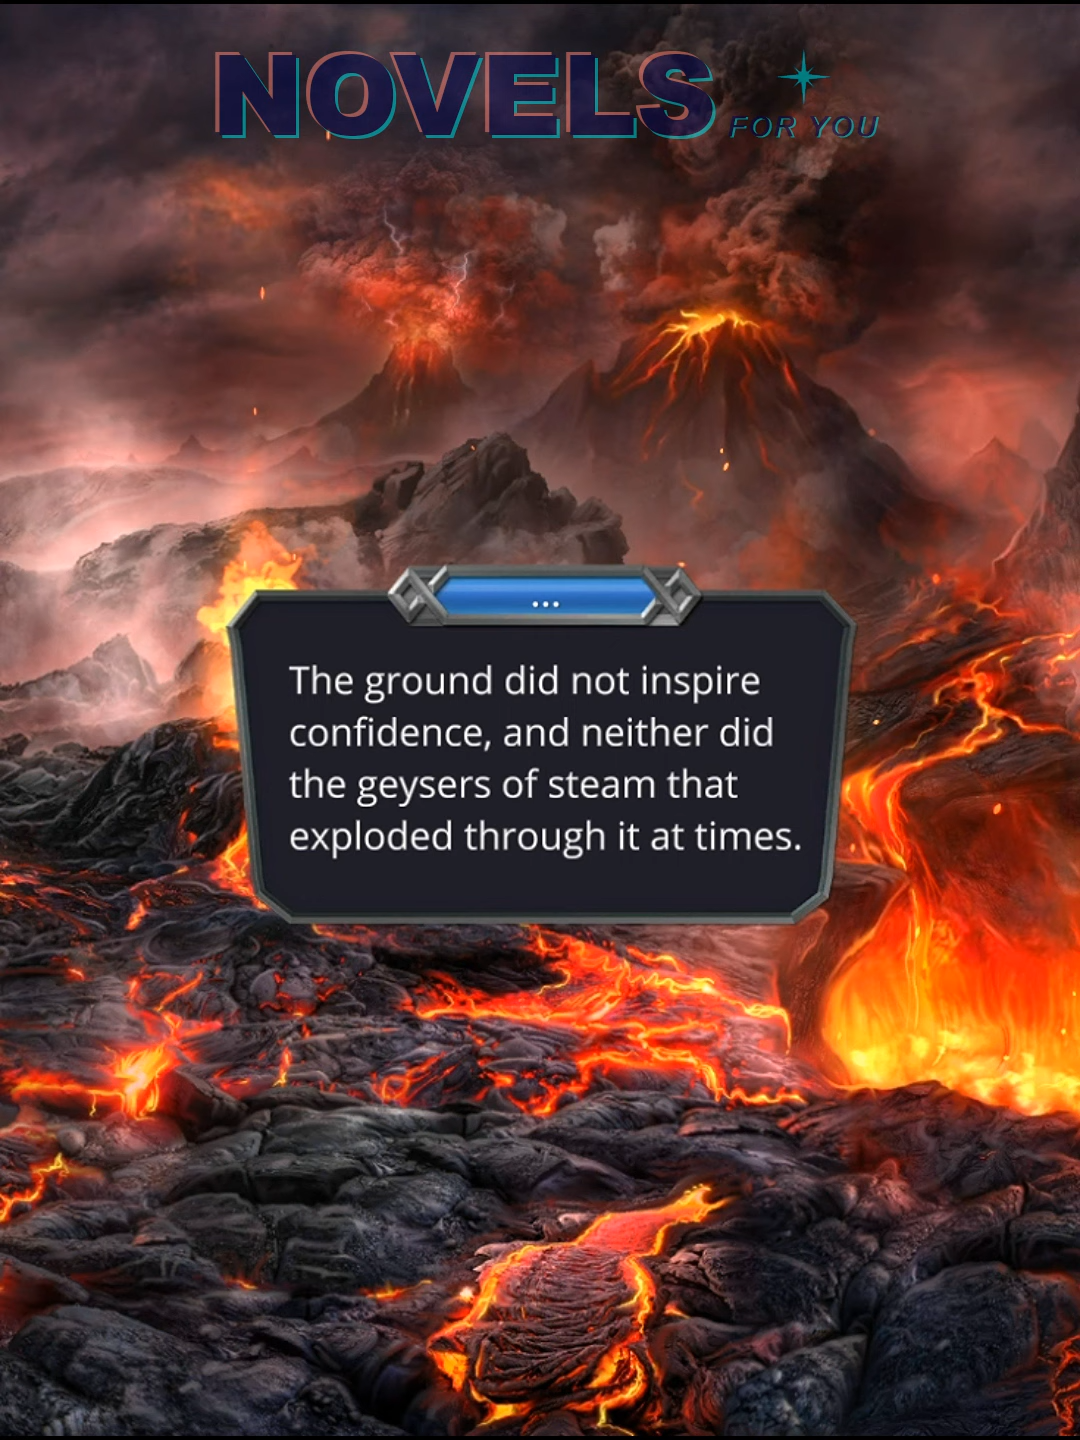 NOVELS
FOR YOU
...
The ground did not inspire
confidence, and neither did
the geysers of steam that
exploded through it at times.